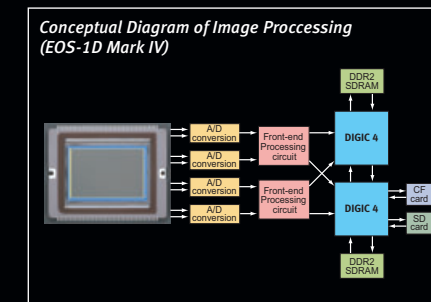 Conceptual Diagram of Image Proccessing
(EOS-1D Mark IV)
DDR2
SDRAM
A/D
conversion
A/D
conversion
A/D
conversion
A/D
conversion
Front-end
Processing
circuit
Front-end
Processing
circuit
DIGIC 4
DIGIC 4
CF
card
SD
card
DDR2
SDRAM